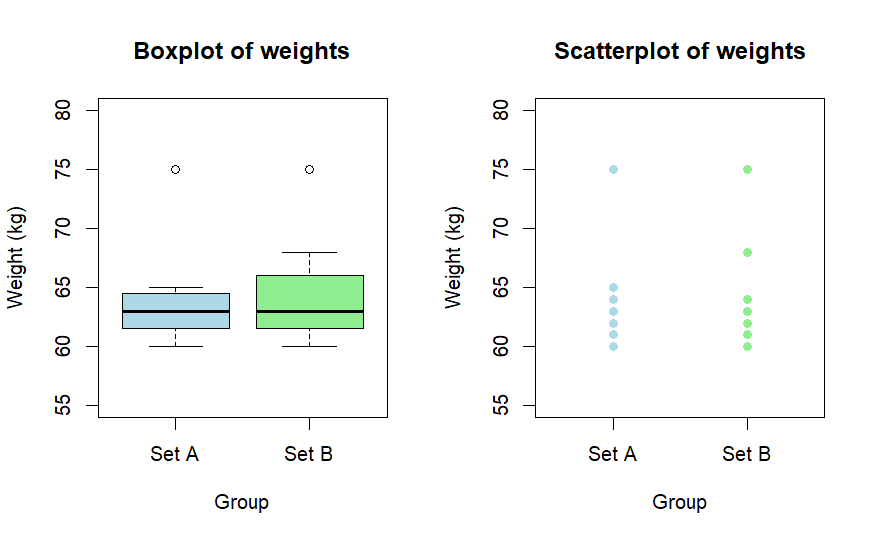 Boxplot of weights
Weight (kg)
80
75
70
65
60
55
Set A Set B
Group
Scatterplot of weights
Weight (kg)
80
75
70
65
60
55
Set A Set B
Group